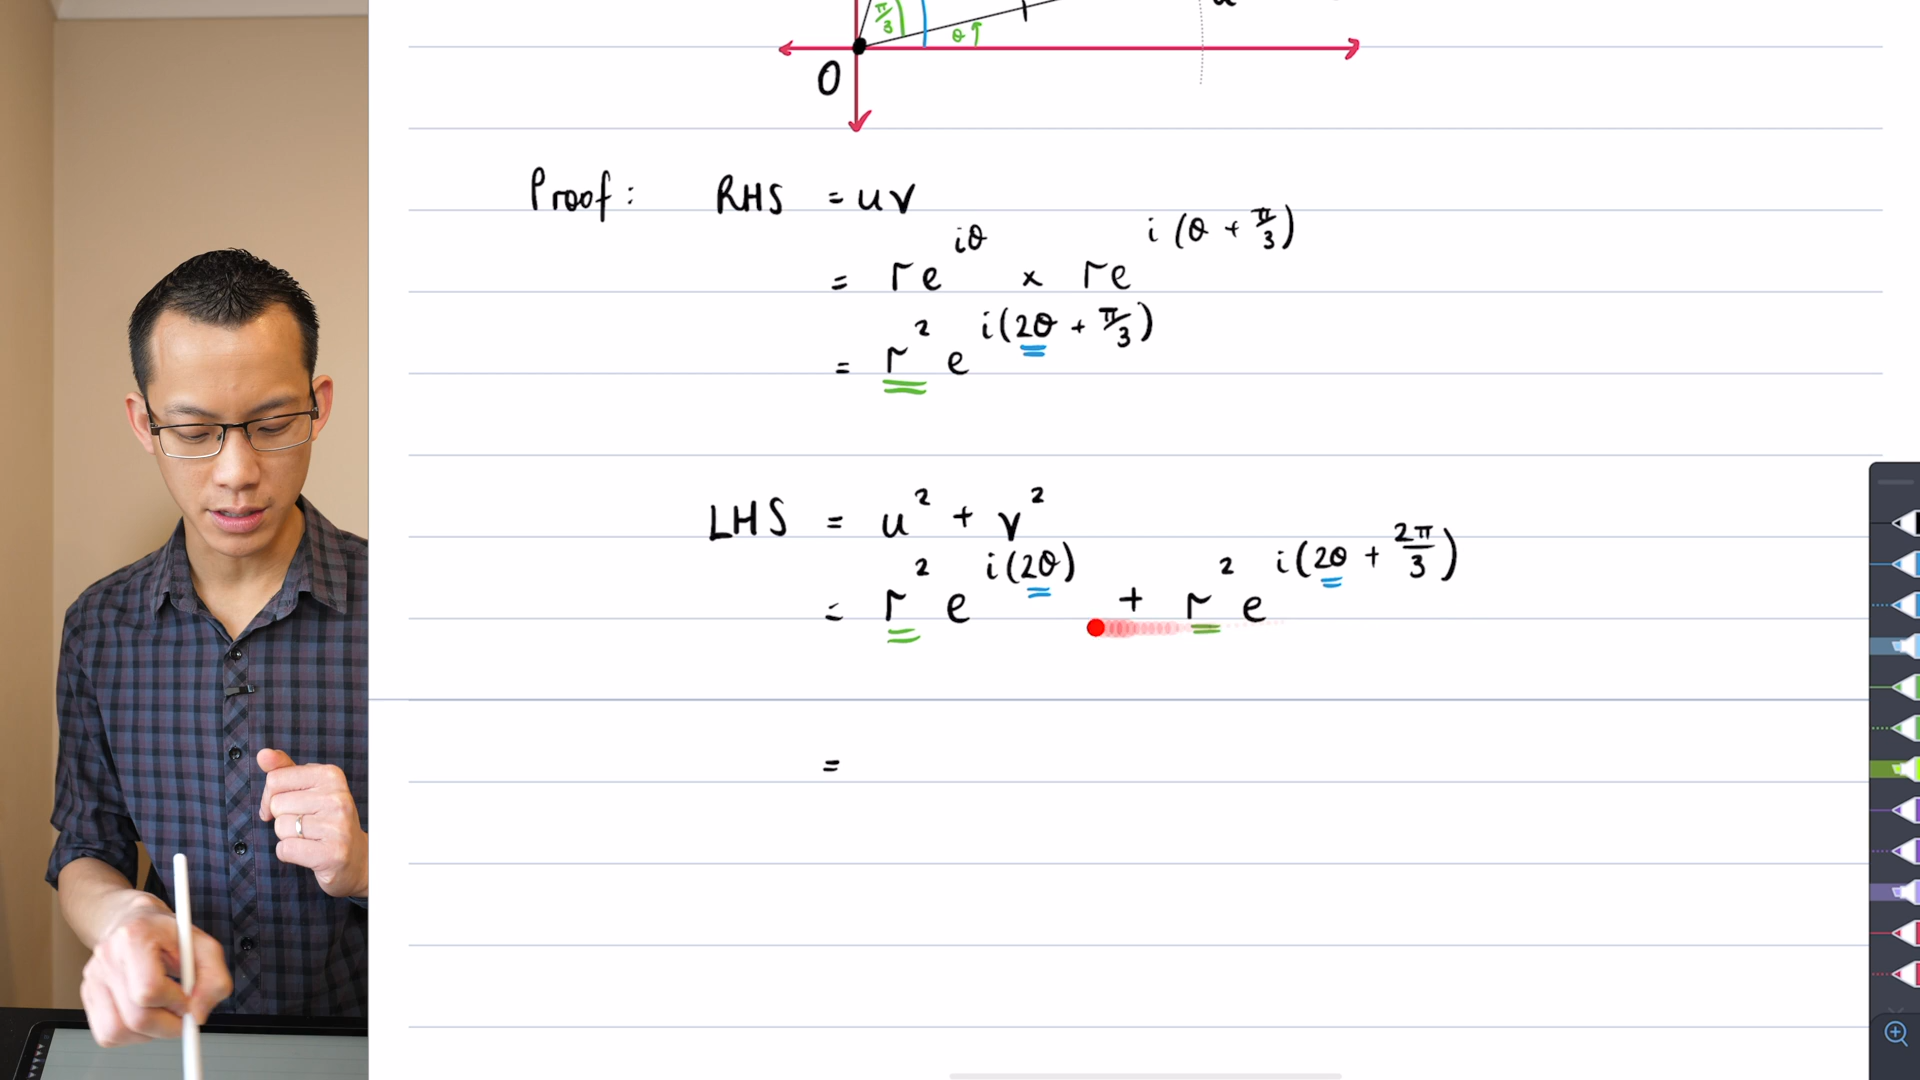 π/3
θ
u
O
Proof: RHS = uv
= re^{iθ} × re^{i(θ + π/3)}
= r² e^{i(2θ + π/3)}
LHS = u² + v²
= r² e^{i(2θ)} + r² e^{i(2θ + 2π/3)}
=